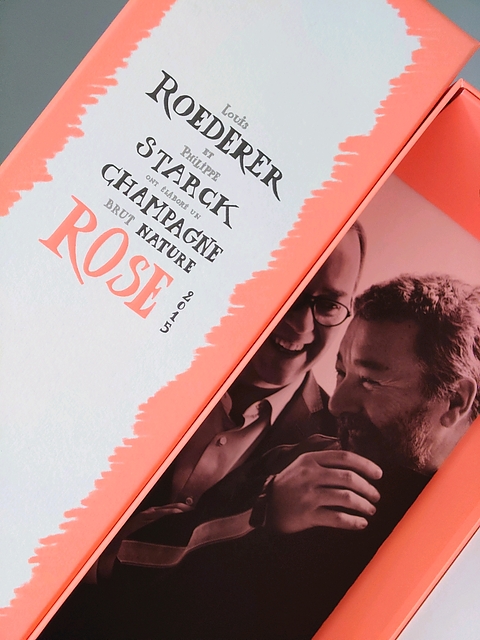 Louis
ROEDERER
ET
PHILIPPE
STARCK
ONT ÉLABORÉ UN
CHAMPAGNE
BRUT NATURE
ROSE
2015